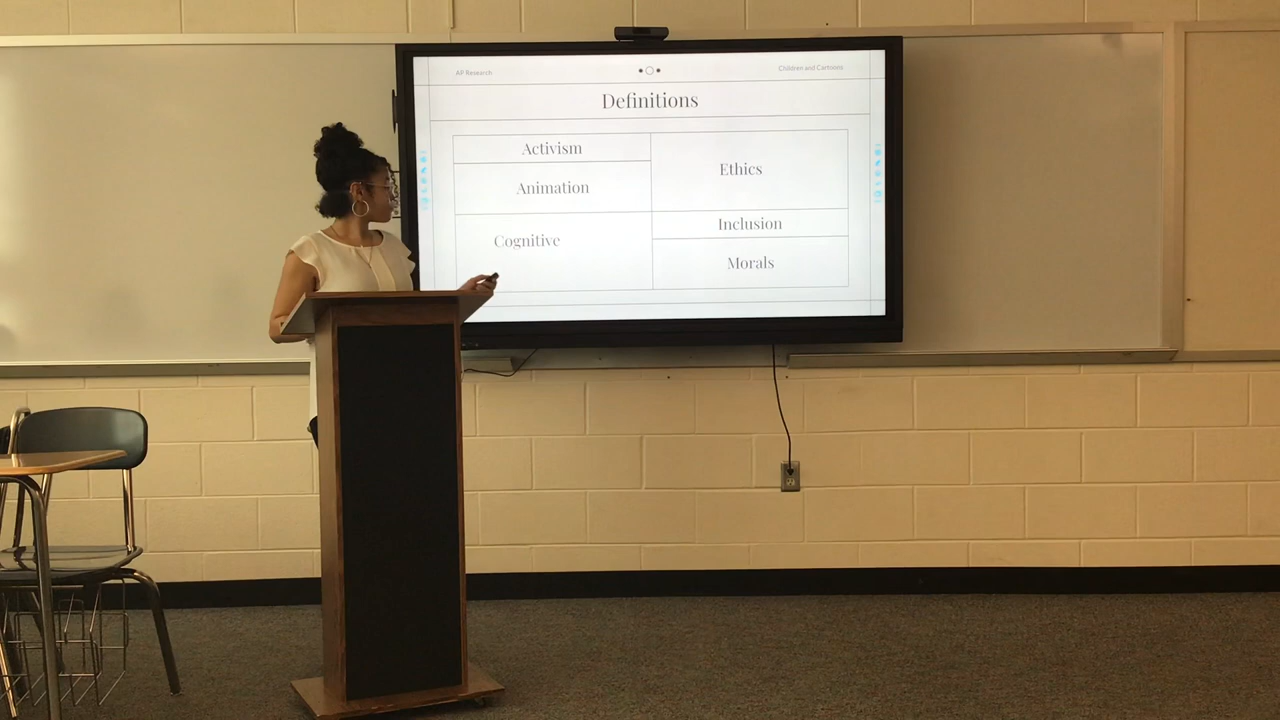 AP Research
Children and Cartoons
Definitions
Activism
Animation
Cognitive
Ethics
Inclusion
Morals